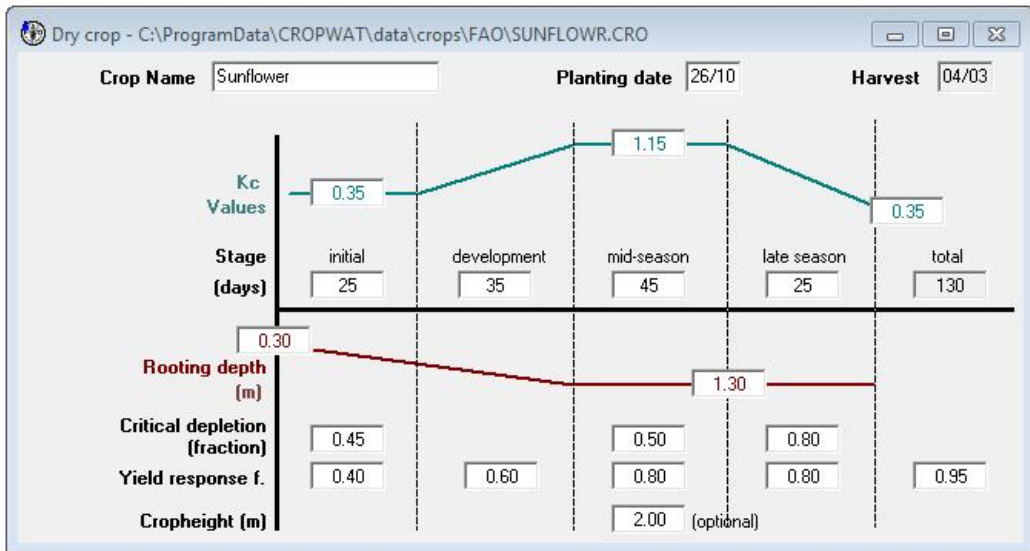 Dry crop - C:\ProgramData\CROPWAT\data\crops\FAO\SUNFLOWR.CRO
Crop Name Sunflower Planting date 26/10 Harvest 04/03
1.15
Kc
Values
0.35 0.35
Stage initial development mid-season late season total
(days) 25 35 45 25 130
0.30
Rooting depth
(m)
1.30
Critical depletion
(fraction) 0.45 0.50 0.80
Yield response f. 0.40 0.60 0.80 0.80 0.95
Cropheight (m) 2.00 (optional)